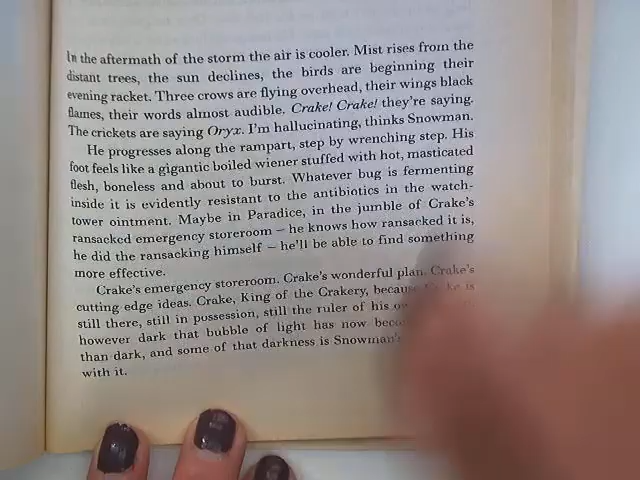 In the aftermath of the storm the air is cooler. Mist rises from the
distant trees, the sun declines, the birds are beginning their
evening racket. Three crows are flying overhead, their wings black
flames, their words almost audible. Crake! Crake! they're saying.
The crickets are saying Oryx. I'm hallucinating, thinks Snowman.
He progresses along the rampart, step by wrenching step. His
foot feels like a gigantic boiled wiener stuffed with hot, masticated
flesh, boneless and about to burst. Whatever bug is fermenting
inside it is evidently resistant to the antibiotics in the watch-
tower ointment. Maybe in Paradice, in the jumble of Crake's
ransacked emergency storeroom – he knows how ransacked it is,
he did the ransacking himself – he'll be able to find something
more effective.
Crake's emergency storeroom. Crake's wonderful plan. Crake's
cutting edge ideas. Crake, King of the Crakery, because Crake is
still there, still in possession, still the ruler of his
however dark that bubble of light has now
than dark, and some of that darkness is Snowman's
with it.